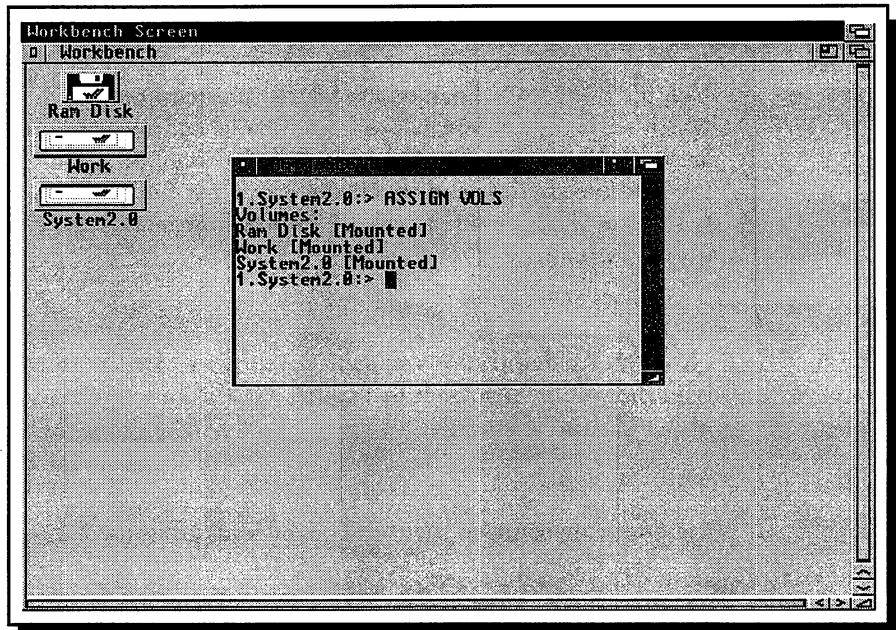 Workbench Screen
Workbench
Ram Disk
Work
System2.0
1.System2.0:> ASSIGN VOLS
Volumes:
Ram Disk [Mounted]
Work [Mounted]
System2.0 [Mounted]
1.System2.0:>